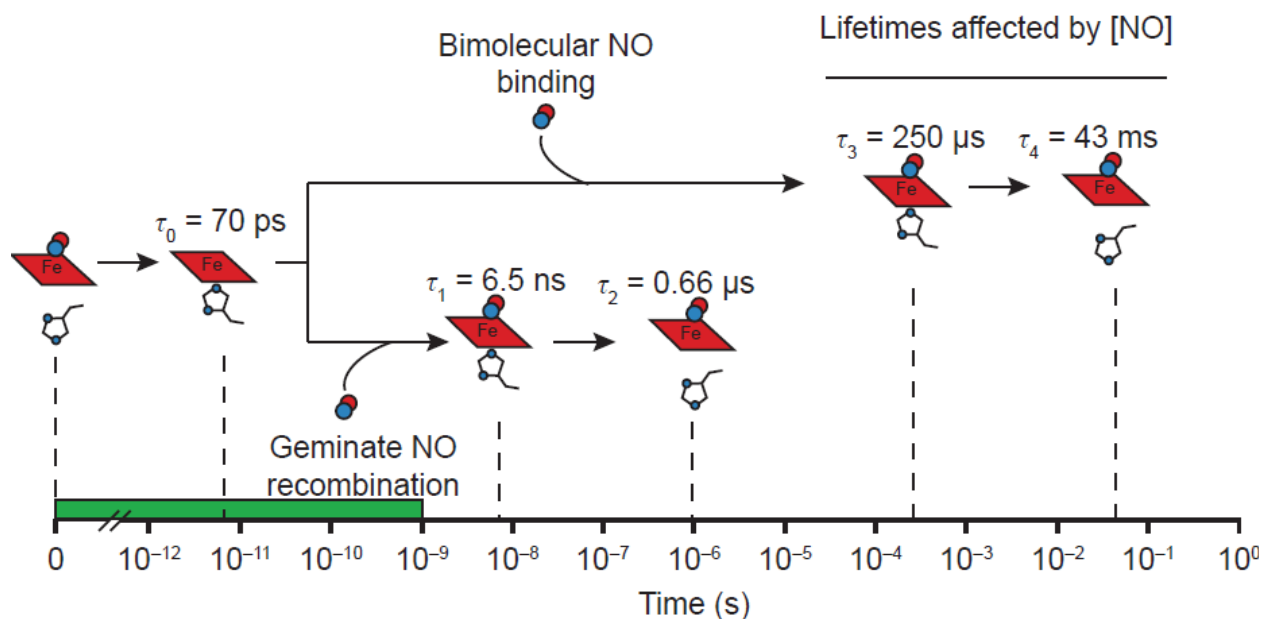 Lifetimes affected by [NO]
Bimolecular NO
binding
τ3 = 250 μs
τ4 = 43 ms
Fe
Fe
τ0 = 70 ps
Fe
Fe
τ1 = 6.5 ns
τ2 = 0.66 μs
Fe
Fe
Geminate NO
recombination
0
10⁻¹²
10⁻¹¹
10⁻¹⁰
10⁻⁹
10⁻⁸
10⁻⁷
10⁻⁶
10⁻⁵
10⁻⁴
10⁻³
10⁻²
10⁻¹
10⁰
Time (s)